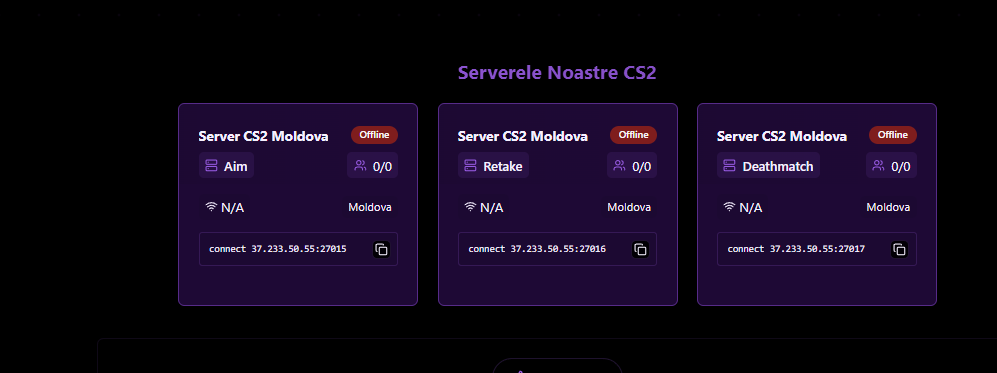 Serverele Noastre CS2
Server CS2 Moldova Offline
Aim 0/0
N/A Moldova
connect 37.233.50.55:27015
Server CS2 Moldova Offline
Retake 0/0
N/A Moldova
connect 37.233.50.55:27016
Server CS2 Moldova Offline
Deathmatch 0/0
N/A Moldova
connect 37.233.50.55:27017